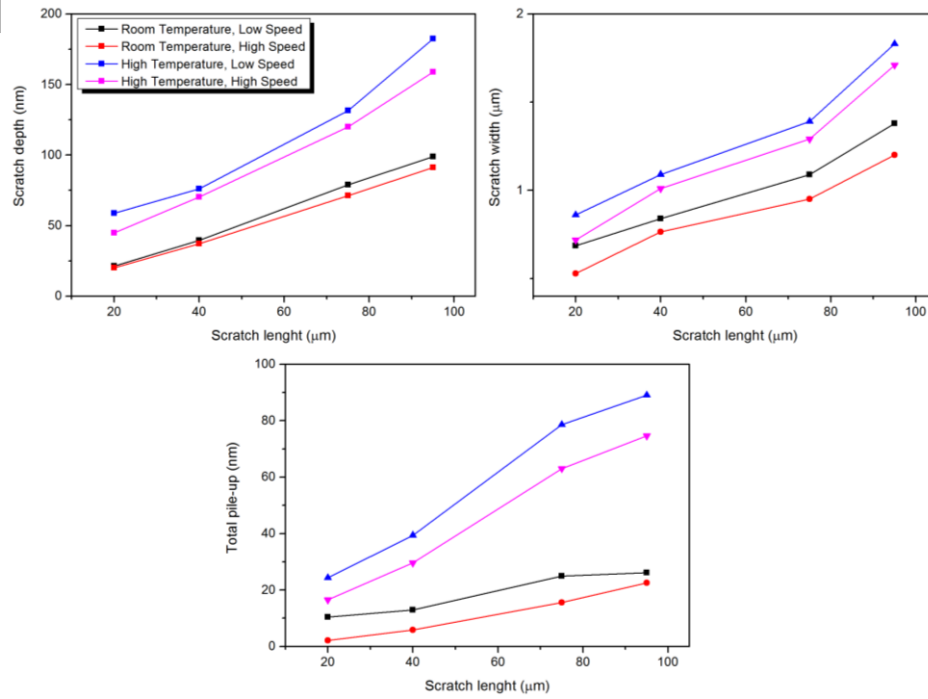 200
150
100
50
0
Scratch depth (nm)
Room Temperature, Low Speed
Room Temperature, High Speed
High Temperature, Low Speed
High Temperature, High Speed
20 40 60 80 100
Scratch lenght (μm)
2
1
Scratch width (μm)
20 40 60 80 100
Scratch lenght (μm)
100
80
60
40
20
0
Total pile-up (nm)
20 40 60 80 100
Scratch lenght (μm)